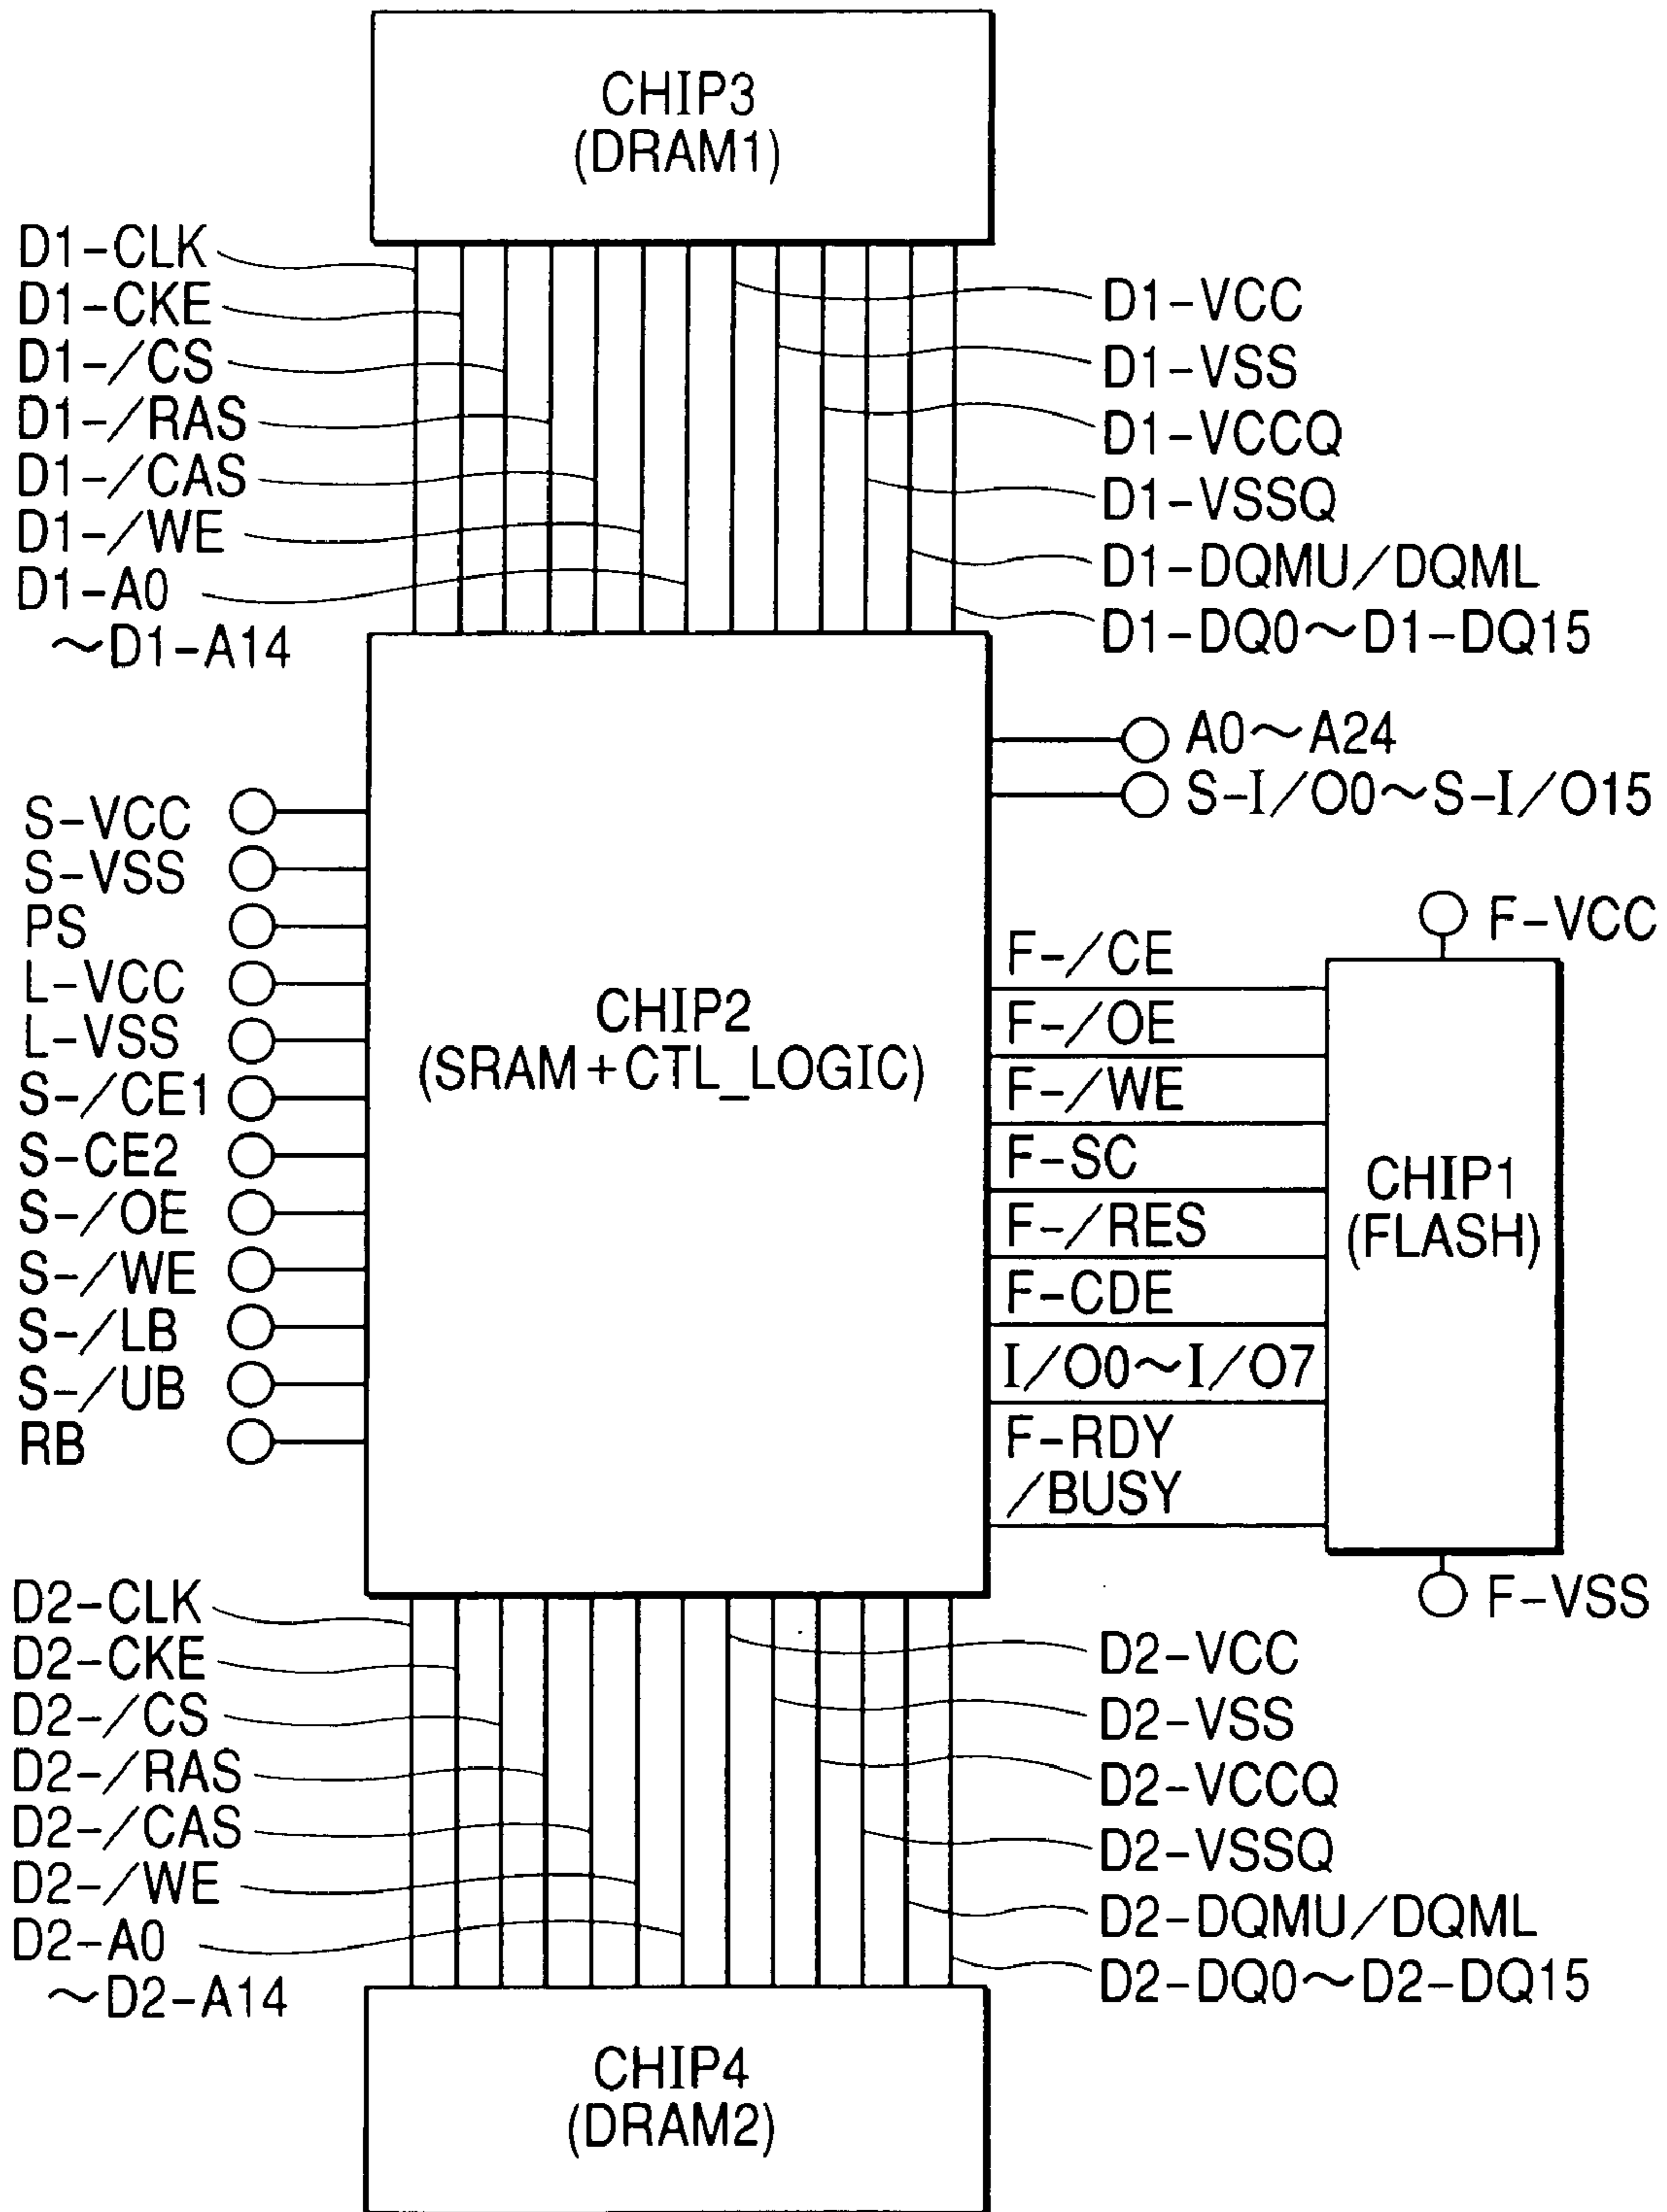 CHIP3
(DRAM1)
D1-CLK
D1-CKE
D1-/CS
D1-/RAS
D1-/CAS
D1-/WE
D1-A0
～D1-A14
D1-VCC
D1-VSS
D1-VCCQ
D1-VSSQ
D1-DQMU/DQML
D1-DQ0～D1-DQ15
A0～A24
S-I/O0～S-I/O15
S-VCC
S-VSS
PS
L-VCC
L-VSS
S-/CE1
S-CE2
S-/OE
S-/WE
S-/LB
S-/UB
RB
CHIP2
(SRAM+CTL_LOGIC)
F-/CE
F-/OE
F-/WE
F-SC
F-/RES
F-CDE
I/O0～I/O7
F-RDY
/BUSY
F-VCC
CHIP1
(FLASH)
F-VSS
D2-CLK
D2-CKE
D2-/CS
D2-/RAS
D2-/CAS
D2-/WE
D2-A0
～D2-A14
D2-VCC
D2-VSS
D2-VCCQ
D2-VSSQ
D2-DQMU/DQML
D2-DQ0～D2-DQ15
CHIP4
(DRAM2)